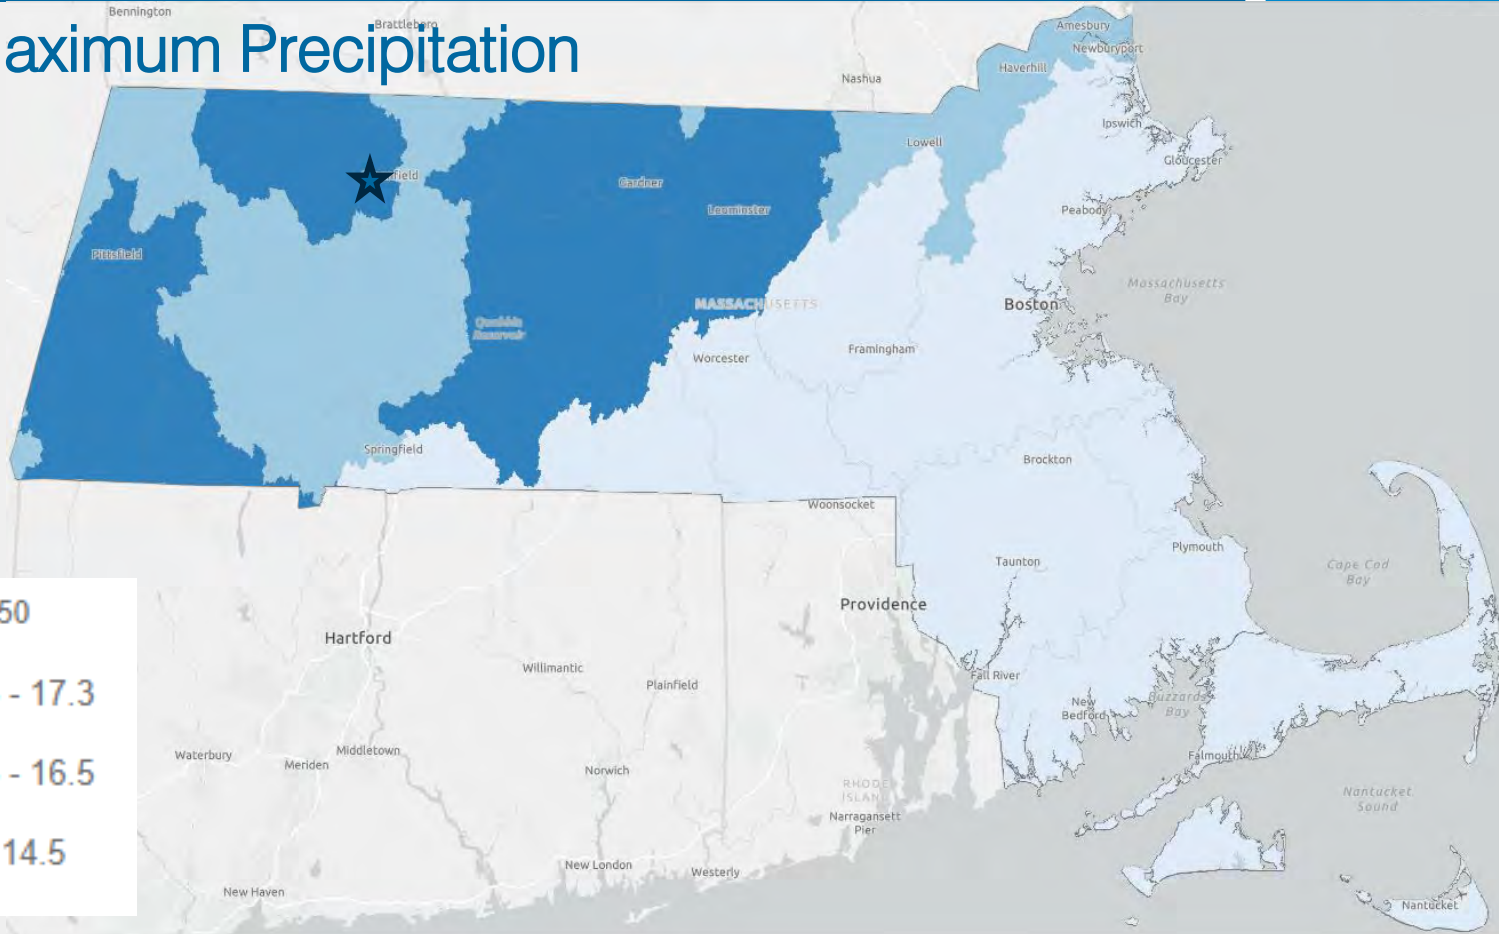 Bennington
Brattleboro
aximum Precipitation
Amesbury
Newburyport
Haverhill
Nashua
Ipswich
Lowell
Gloucester
field
Gardner
Leominster
Peabody
Pittsfield
Massachusetts
Bay
MASSACHUSETTS
Boston
Quabbin
Reservoir
Worcester
Framingham
Springfield
Brockton
Woonsocket
Plymouth
Taunton
Cape Cod
Bay
50
Providence
Hartford
Willimantic
Plainfield
Fall River
- 17.3
New
Bedford
Buzzards
Bay
Waterbury
Middletown
Meriden
Norwich
Falmouth
- 16.5
RHODE
ISLAND
Nantucket
Sound
Narragansett
Pier
14.5
New London
Westerly
New Haven
Nantucket